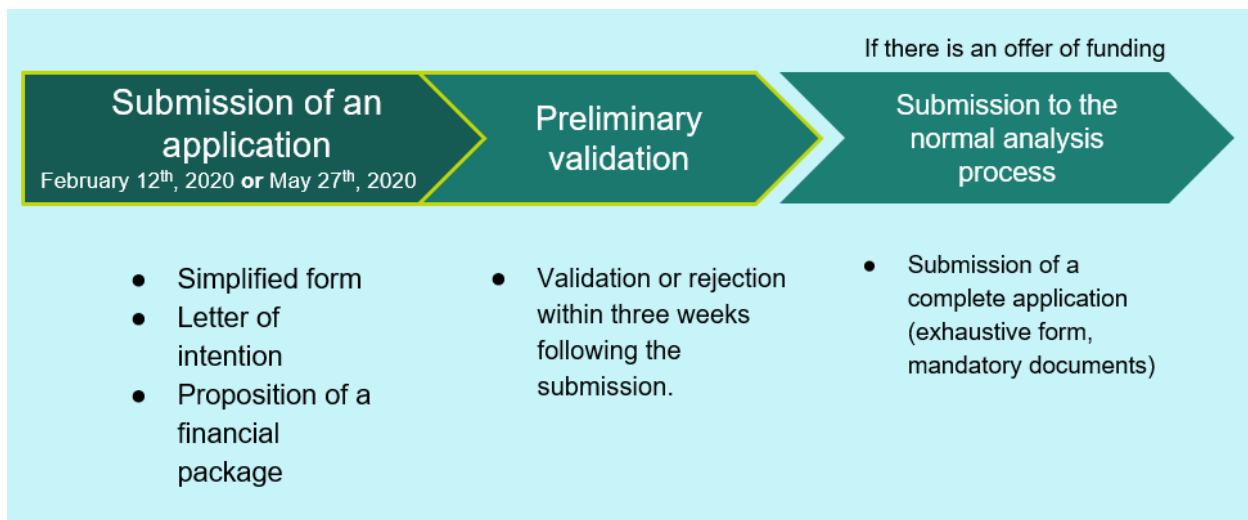 If there is an offer of funding
Submission of an
application
February 12th, 2020 or May 27th, 2020
Preliminary
validation
Submission to the
normal analysis
process
● Simplified form
● Letter of
intention
● Proposition of a
financial
package
● Validation or rejection
within three weeks
following the
submission.
● Submission of a
complete application
(exhaustive form,
mandatory documents)